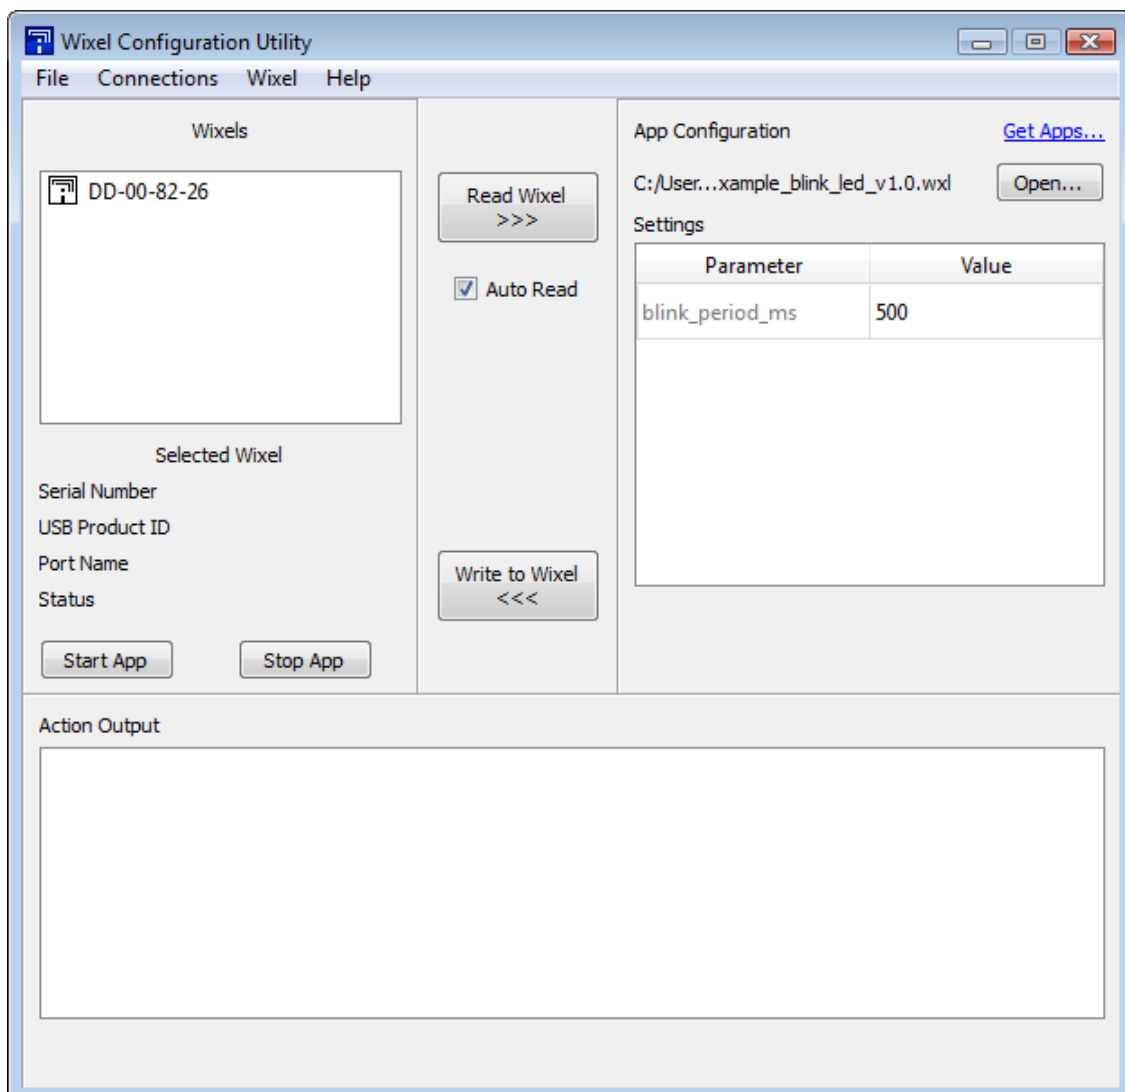 Wixel Configuration Utility
File Connections Wixel Help
Wixels
DD-00-82-26
Selected Wixel
Serial Number
USB Product ID
Port Name
Status
Start App Stop App
Read Wixel
>>>
Auto Read
Write to Wixel
<<<
App Configuration Get Apps...
C:/User...xample_blink_led_v1.0.wxl Open...
Settings
Parameter Value
blink_period_ms 500
Action Output